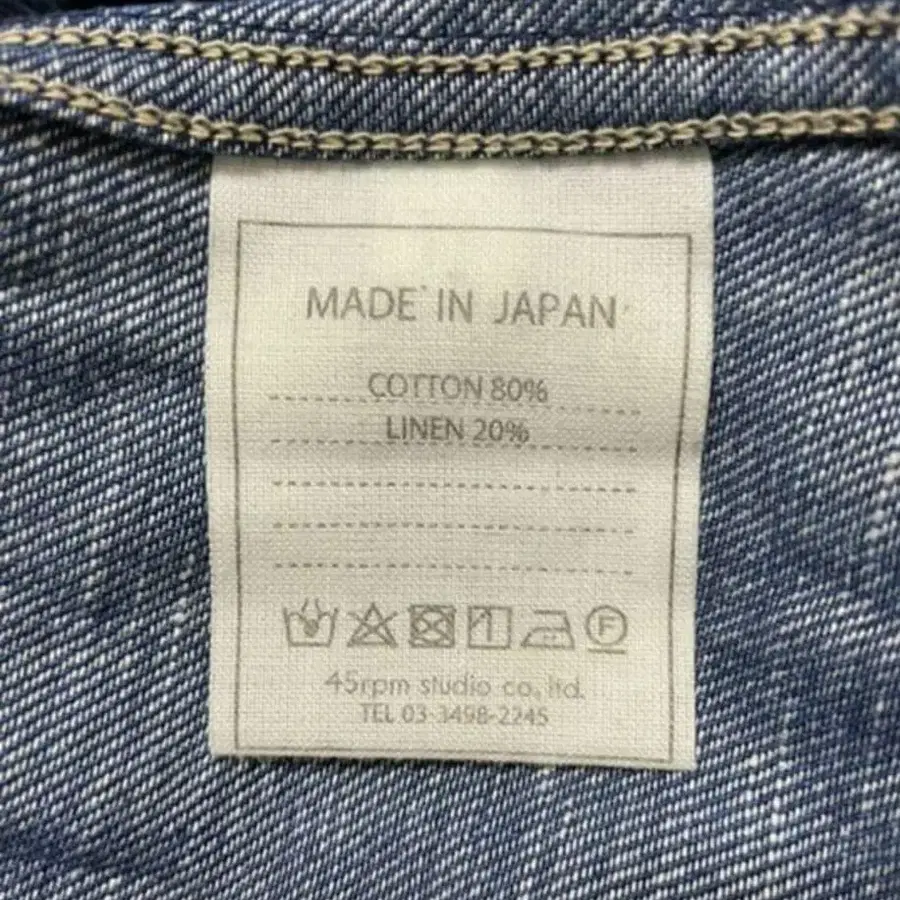 MADE IN JAPAN
COTTON 80%
LINEN 20%
F
45rpm studio co., ltd.
TEL 03-3498-2245